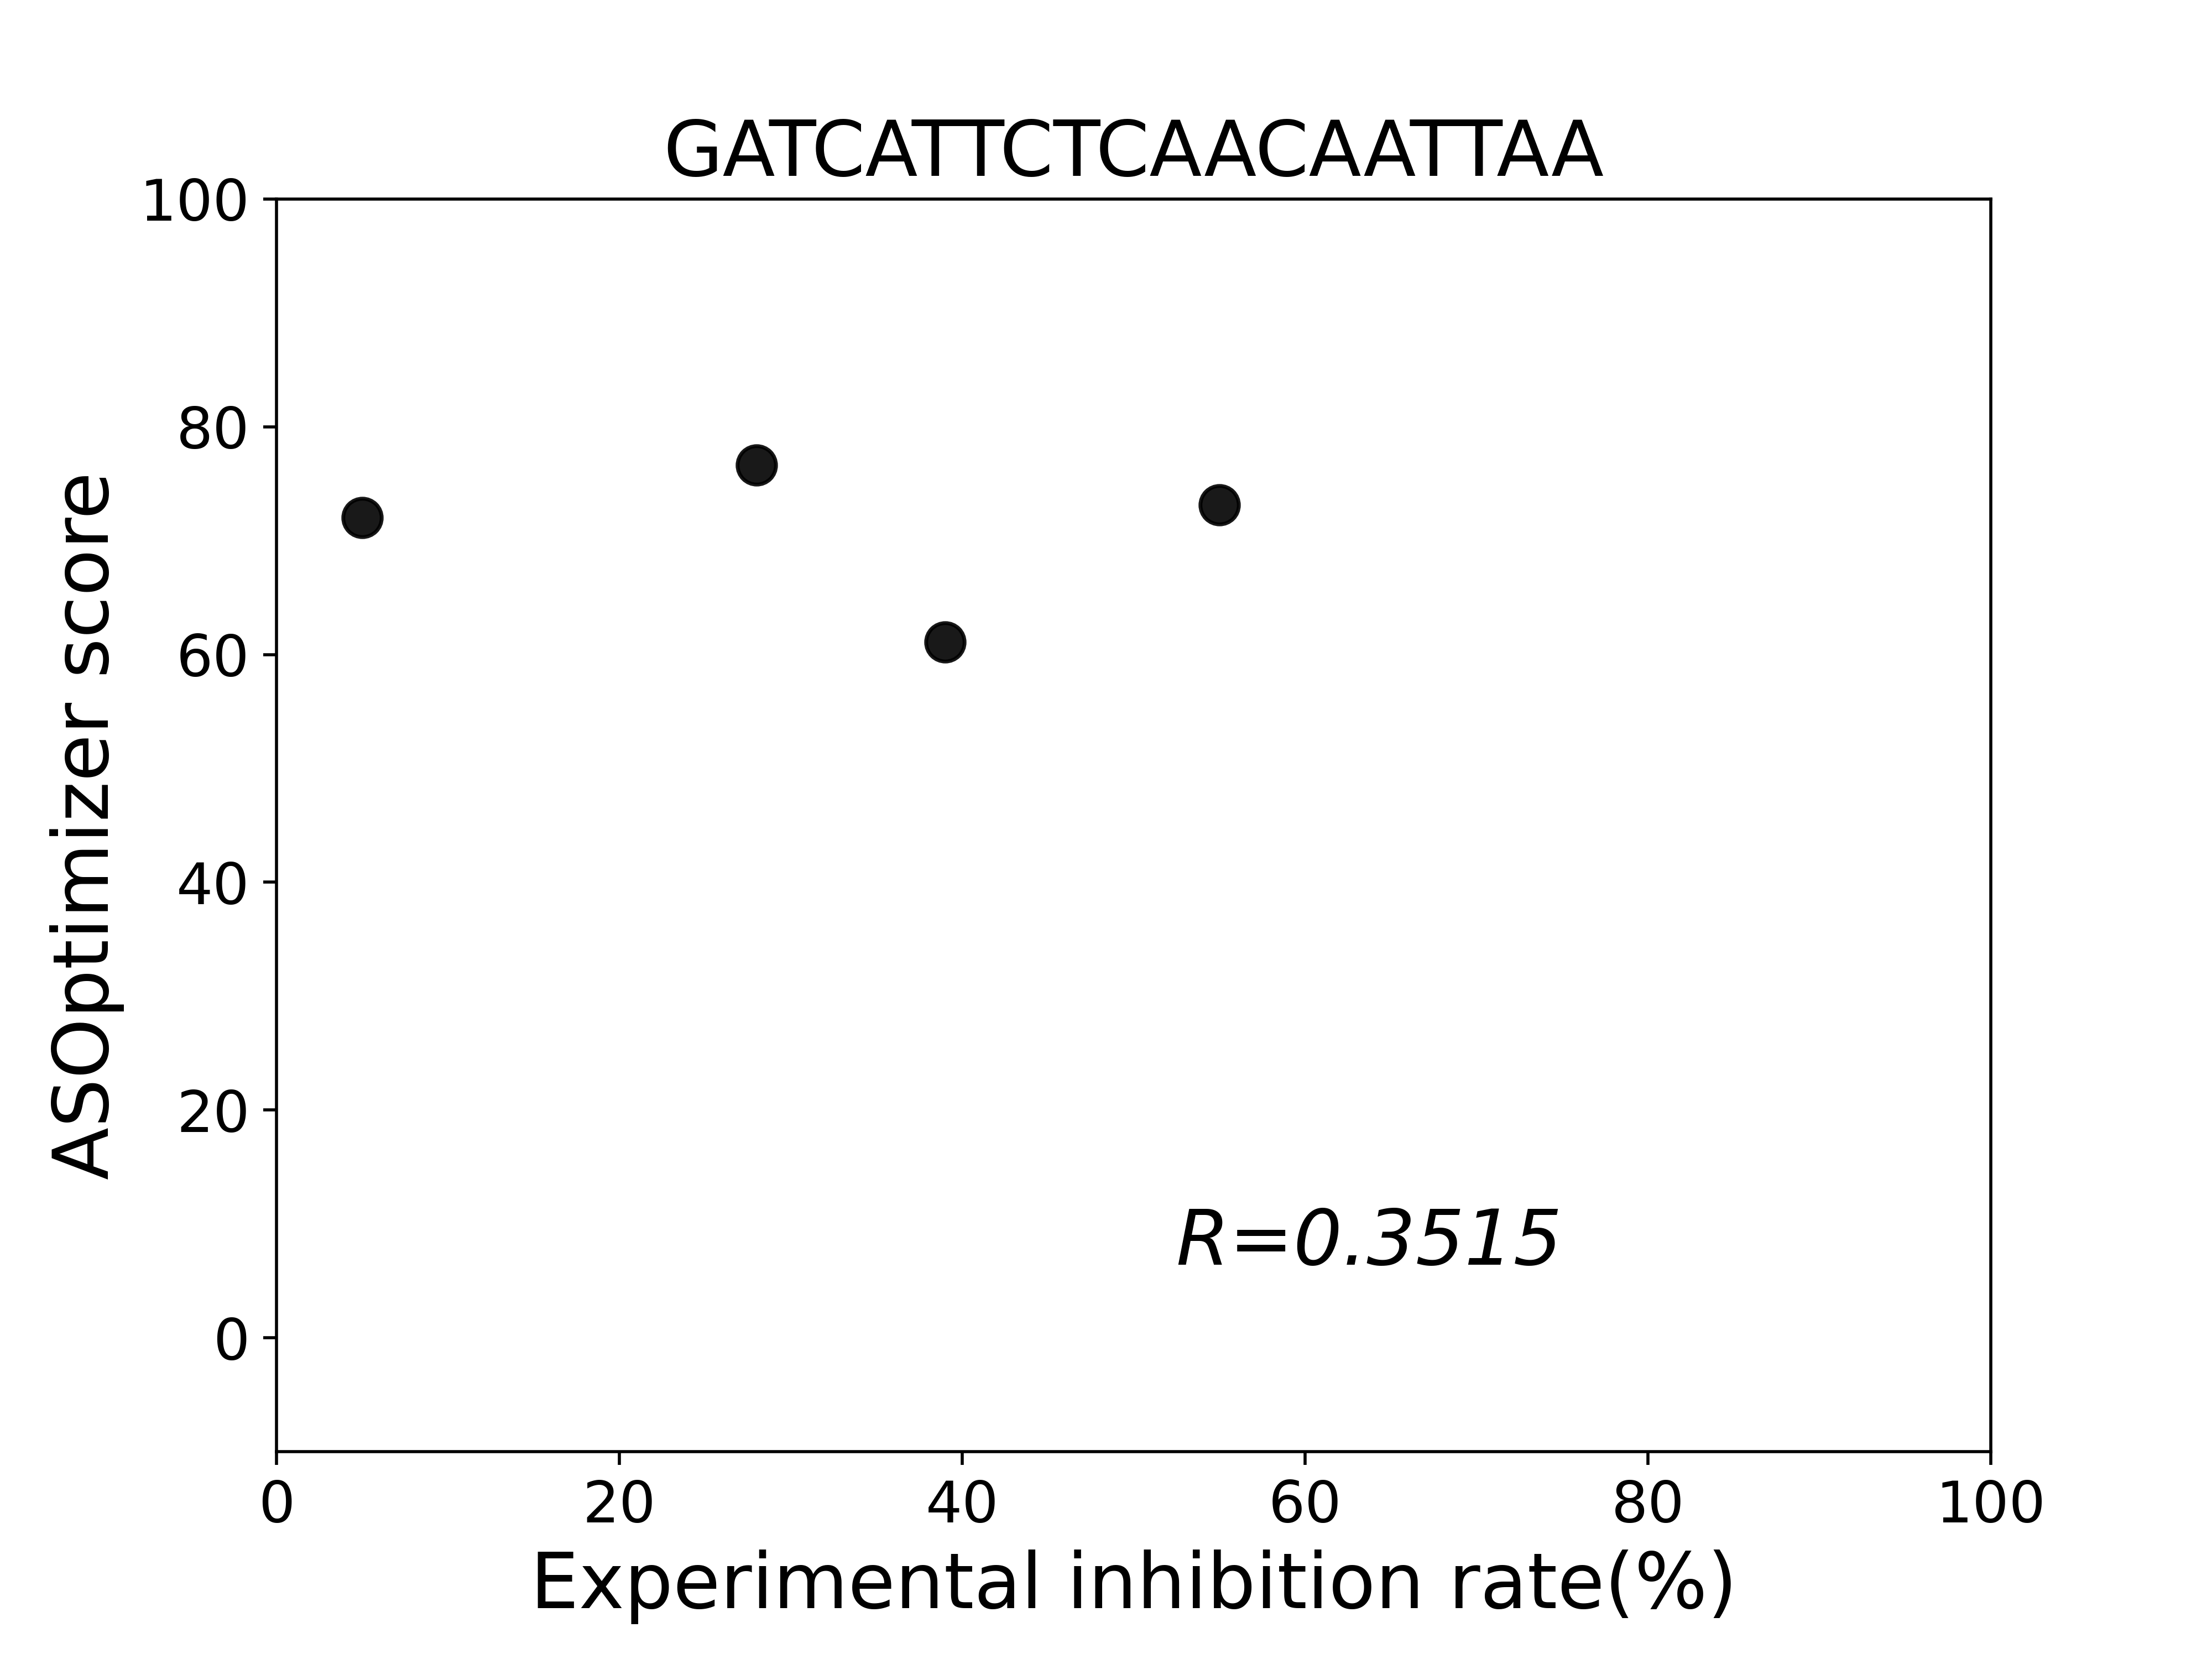 GATCATTCTCAACAATTAA
100
80
60
40
20
0
ASOptimizer score
R=0.3515
0 20 40 60 80 100
Experimental inhibition rate(%)